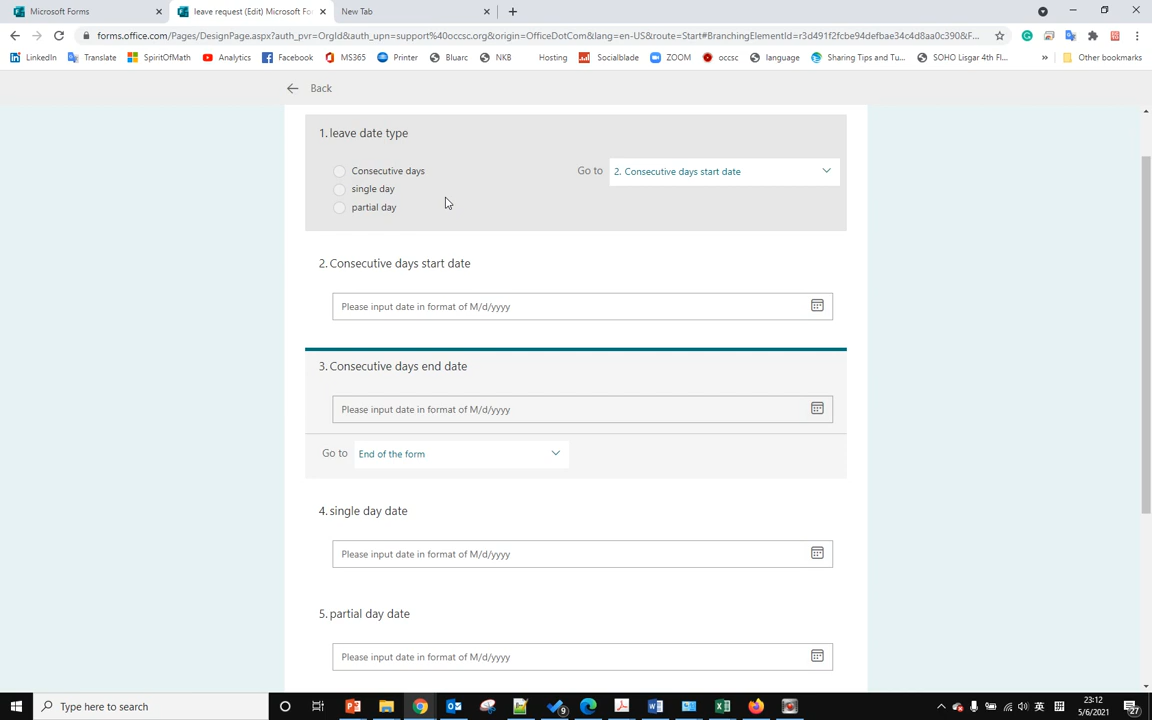 Microsoft Forms
leave request (Edit) Microsoft Fo
New Tab
forms.office.com/Pages/DesignPage.aspx?auth_pvr=OrgId&auth_upn=support%40occsc.org&origin=OfficeDotCom&lang=en-US&route=Start#BranchingElementId=r3d491f2fcbe94defbae34c4d8aa0c390&F...
LinkedIn
Translate
SpiritOfMath
Analytics
Facebook
MS365
Printer
Bluarc
NKB
Hosting
Socialblade
ZOOM
occsc
language
Sharing Tips and Tu...
SOHO Lisgar 4th Fl...
»
Other bookmarks
Back
1. leave date type
Consecutive days
Go to
2. Consecutive days start date
single day
partial day
2. Consecutive days start date
Please input date in format of M/d/yyyy
3. Consecutive days end date
Please input date in format of M/d/yyyy
Go to
End of the form
4. single day date
Please input date in format of M/d/yyyy
5. partial day date
Please input date in format of M/d/yyyy
Type here to search
9
英
23:12
5/6/2021
27